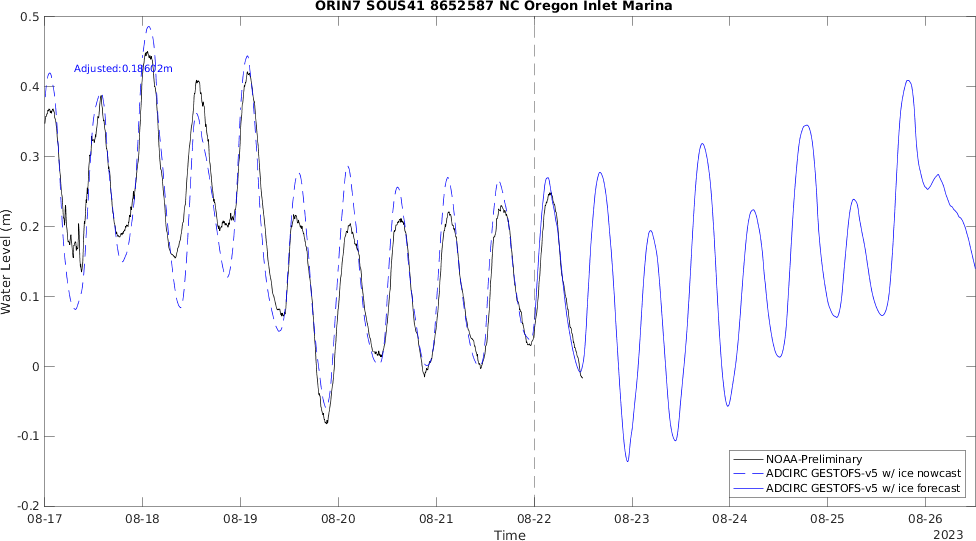 ORIN7 SOUS41 8652587 NC Oregon Inlet Marina
0.5
Adjusted:0.18602m
0.4
0.3
0.2
0.1
0
-0.1
-0.2
Water Level (m)
NOAA-Preliminary
ADCIRC GESTOFS-v5 w/ ice nowcast
ADCIRC GESTOFS-v5 w/ ice forecast
08-17 08-18 08-19 08-20 08-21 08-22 08-23 08-24 08-25 08-26
Time
2023